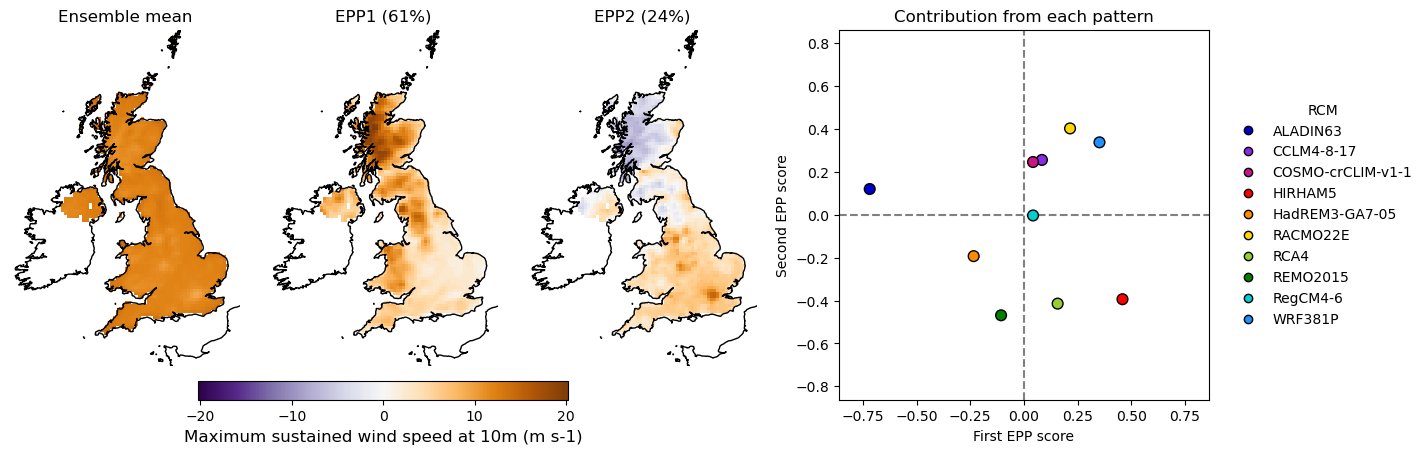 Ensemble mean
EPP1 (61%)
EPP2 (24%)
−20
−10
0
10
20
Maximum sustained wind speed at 10m (m s-1)
Contribution from each pattern
Second EPP score
0.8
0.6
0.4
0.2
0.0
−0.2
−0.4
−0.6
−0.8
−0.75
−0.50
−0.25
0.00
0.25
0.50
0.75
First EPP score
RCM
ALADIN63
CCLM4-8-17
COSMO-crCLIM-v1-1
HIRHAM5
HadREM3-GA7-05
RACMO22E
RCA4
REMO2015
RegCM4-6
WRF381P